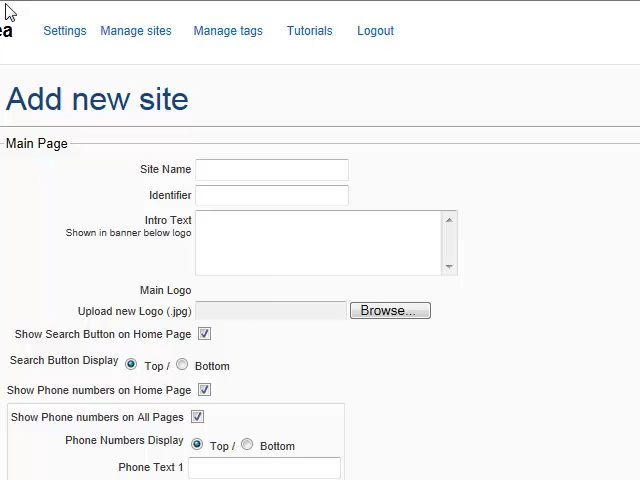 ea Settings Manage sites Manage tags Tutorials Logout
Add new site
Main Page
Site Name
Identifier
Intro Text
Shown in banner below logo
Main Logo
Upload new Logo (.jpg) Browse...
Show Search Button on Home Page
Search Button Display Top / Bottom
Show Phone numbers on Home Page
Show Phone numbers on All Pages
Phone Numbers Display Top / Bottom
Phone Text 1